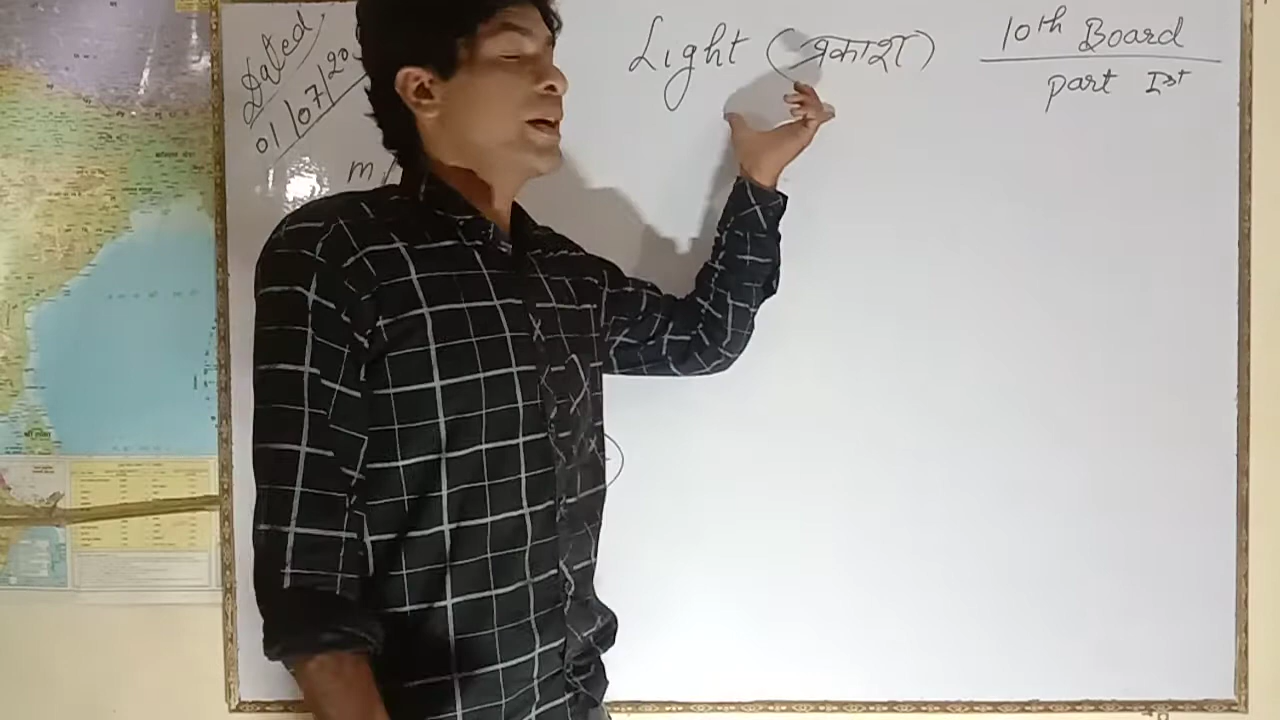 Dated
01/07/20
m
Light (प्रकाश)
10th Board
part Ist